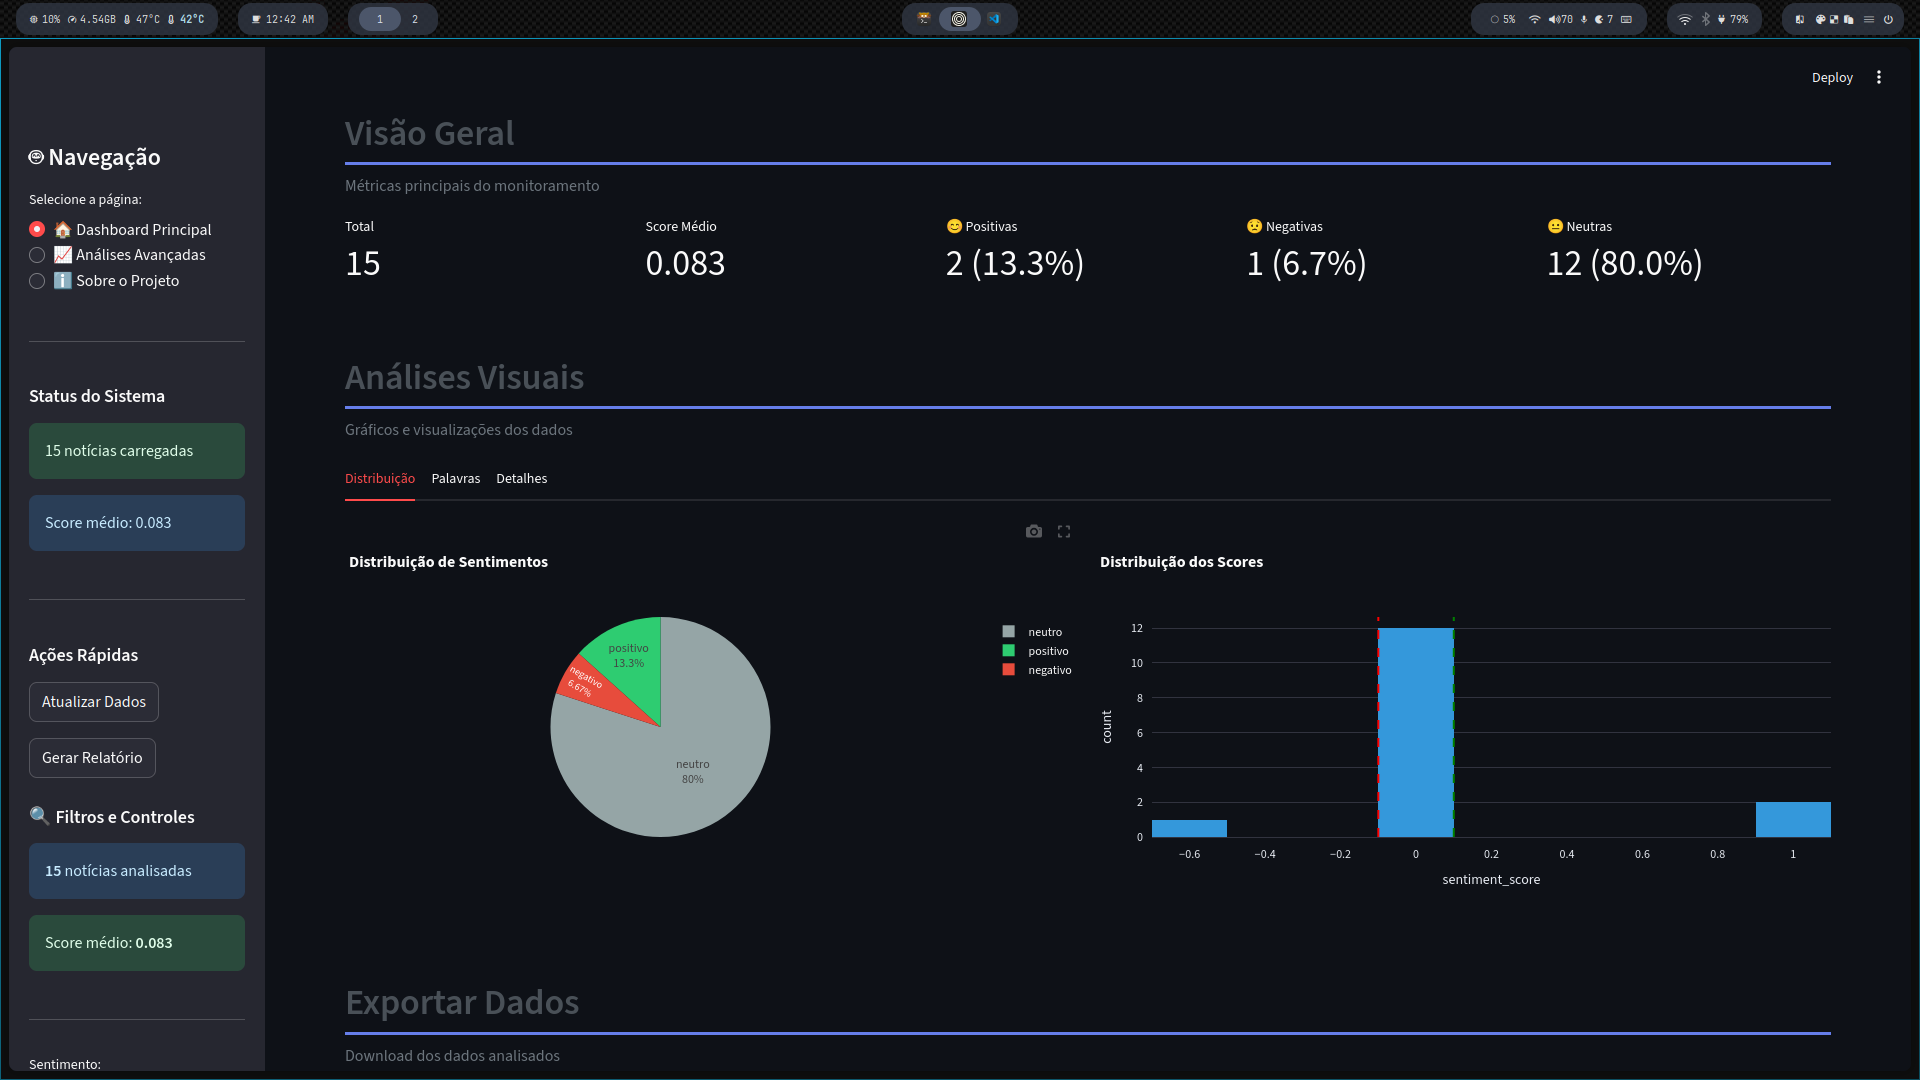 10% 4.54GB 47°C 42°C
12:42 AM
1 2
5% 70 7
79%
Deploy
Navegação
Selecione a página:
Dashboard Principal
Análises Avançadas
Sobre o Projeto
Status do Sistema
15 notícias carregadas
Score médio: 0.083
Ações Rápidas
Atualizar Dados
Gerar Relatório
Filtros e Controles
15 notícias analisadas
Score médio: 0.083
Sentimento:
Visão Geral
Métricas principais do monitoramento
Total
15
Score Médio
0.083
Positivas
2 (13.3%)
Negativas
1 (6.7%)
Neutras
12 (80.0%)
Análises Visuais
Gráficos e visualizações dos dados
Distribuição Palavras Detalhes
Distribuição de Sentimentos
positivo
13.3%
negativo
6.67%
neutro
80%
neutro
positivo
negativo
Distribuição dos Scores
12
10
8
6
4
2
0
count
−0.6 −0.4 −0.2 0 0.2 0.4 0.6 0.8 1
sentiment_score
Exportar Dados
Download dos dados analisados